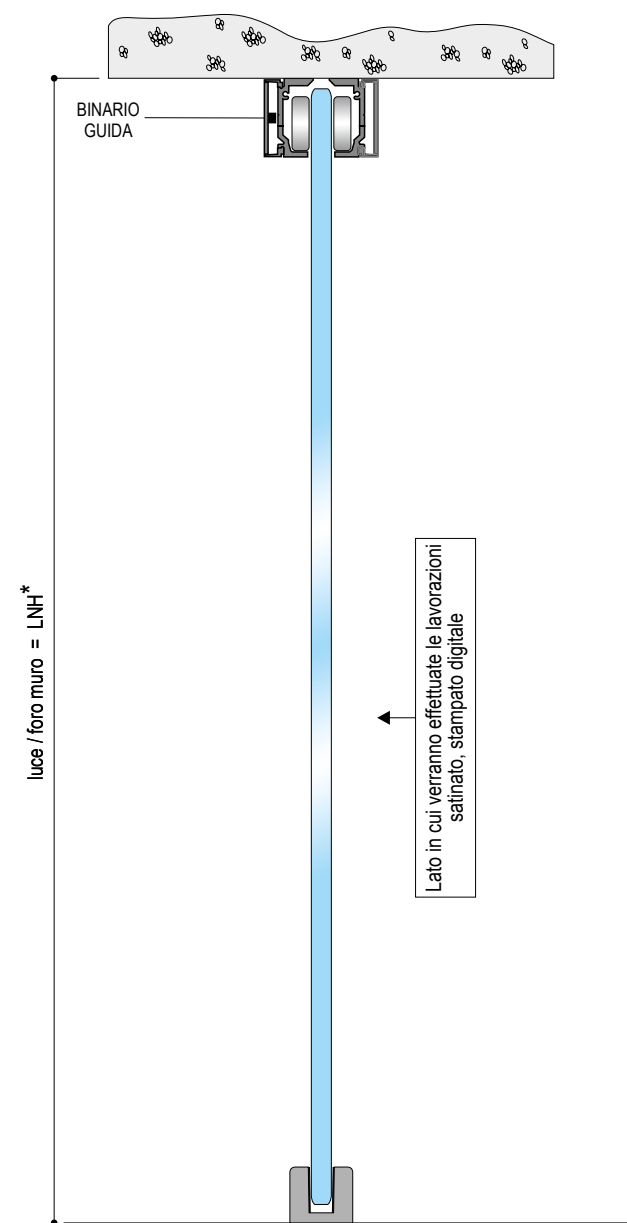 BINARIO
GUIDA
luce / foro muro = LNH*
Lato in cui verranno effettuate le lavorazioni
satinato, stampato digitale